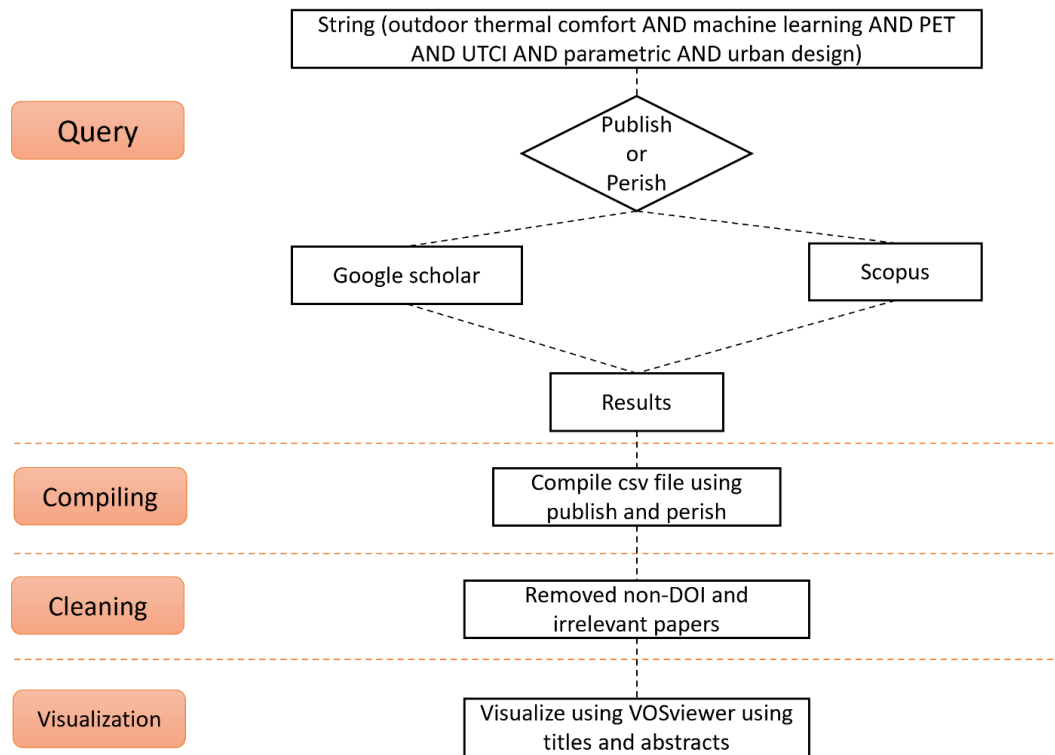 String (outdoor thermal comfort AND machine learning AND PET
AND UTCI AND parametric AND urban design)
Query
Publish
or
Perish
Google scholar
Scopus
Results
Compiling
Compile csv file using
publish and perish
Cleaning
Removed non-DOI and
irrelevant papers
Visualization
Visualize using VOSviewer using
titles and abstracts